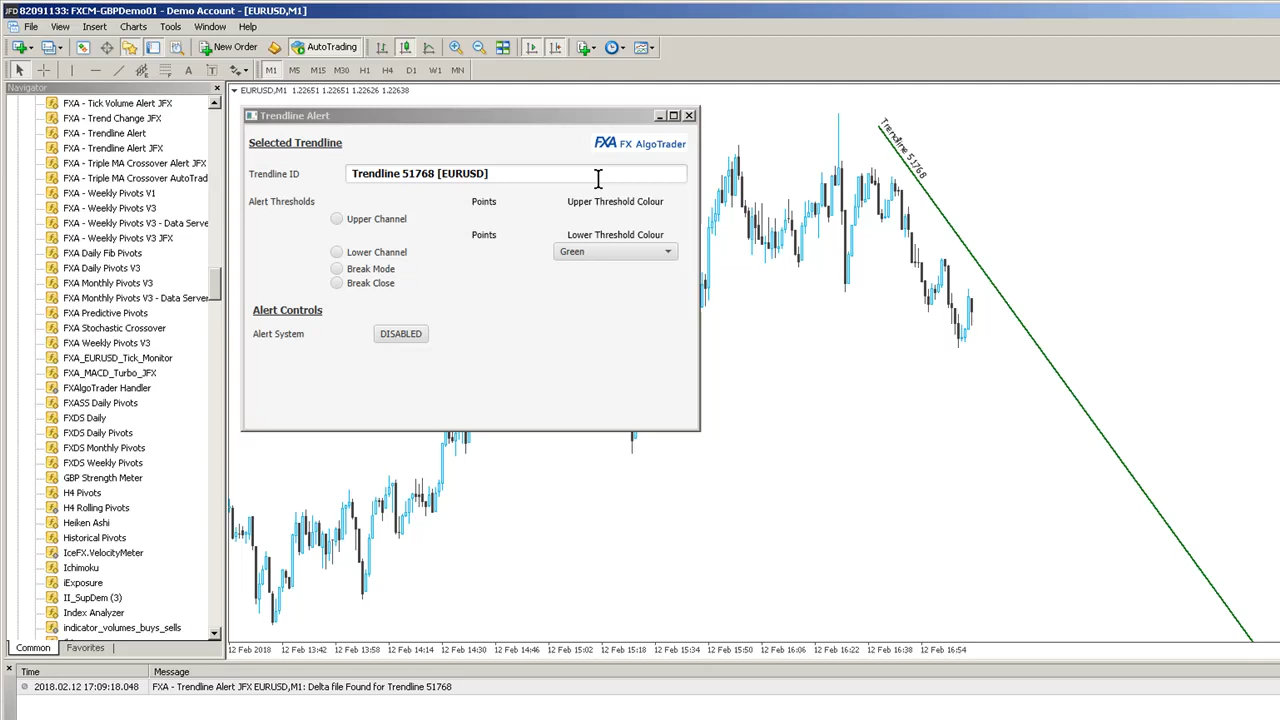 82091133: FXCM-GBPDemo01 - Demo Account - [EURUSD,M1]
File View Insert Charts Tools Window Help
New Order AutoTrading
M1 M5 M15 M30 H1 H4 D1 W1 MN
Navigator
FXA - Tick Volume Alert JFX
FXA - Trend Change JFX
FXA - Trendline Alert
FXA - Trendline Alert JFX
FXA - Triple MA Crossover Alert JFX
FXA - Triple MA Crossover AutoTrad
FXA - Weekly Pivots V1
FXA - Weekly Pivots V3
FXA - Weekly Pivots V3 - Data Serve
FXA - Weekly Pivots V3 JFX
FXA Daily Fib Pivots
FXA Daily Pivots V3
FXA Monthly Pivots V3
FXA Monthly Pivots V3 - Data Server
FXA Predictive Pivots
FXA Stochastic Crossover
FXA Weekly Pivots V3
FXA_EURUSD_Tick_Monitor
FXA_MACD_Turbo_JFX
FXAlgoTrader Handler
FXASS Daily Pivots
FXDS Daily
FXDS Daily Pivots
FXDS Monthly Pivots
FXDS Weekly Pivots
GBP Strength Meter
H4 Pivots
H4 Rolling Pivots
Heiken Ashi
Historical Pivots
IceFX.VelocityMeter
Ichimoku
iExposure
II_SupDem (3)
Index Analyzer
indicator_volumes_buys_sells
Common Favorites
EURUSD,M1 1.22651 1.22651 1.22626 1.22638
Trendline Alert
Selected Trendline
FXA FX AlgoTrader
Trendline ID Trendline 51768 [EURUSD]
Alert Thresholds Points Upper Threshold Colour
Upper Channel
Points Lower Threshold Colour
Lower Channel Green
Break Mode
Break Close
Alert Controls
Alert System DISABLED
Trendline 51768
12 Feb 2018 12 Feb 13:42 12 Feb 13:58 12 Feb 14:14 12 Feb 14:30 12 Feb 14:46 12 Feb 15:02 12 Feb 15:18 12 Feb 15:34 12 Feb 15:50 12 Feb 16:06 12 Feb 16:22 12 Feb 16:38 12 Feb 16:54
Time Message
2018.02.12 17:09:18.048 FXA - Trendline Alert JFX EURUSD,M1: Delta file Found for Trendline 51768